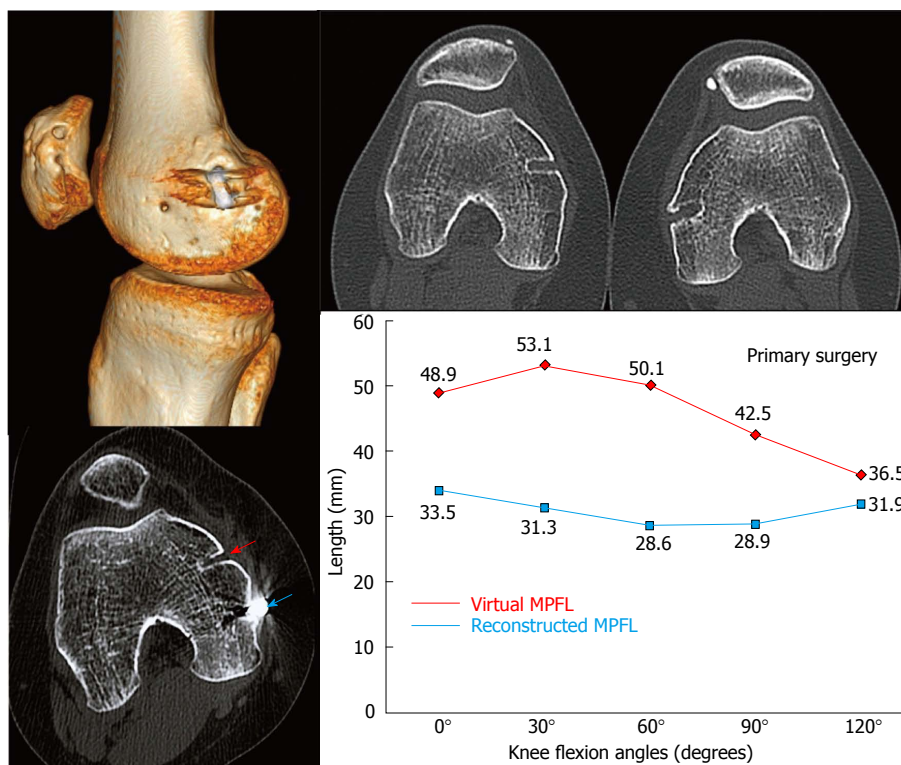 60
50
40
30
20
10
0
Length (mm)
Primary surgery
48.9
53.1
50.1
42.5
36.5
33.5
31.3
28.6
28.9
31.9
Virtual MPFL
Reconstructed MPFL
0° 30° 60° 90° 120°
Knee flexion angles (degrees)